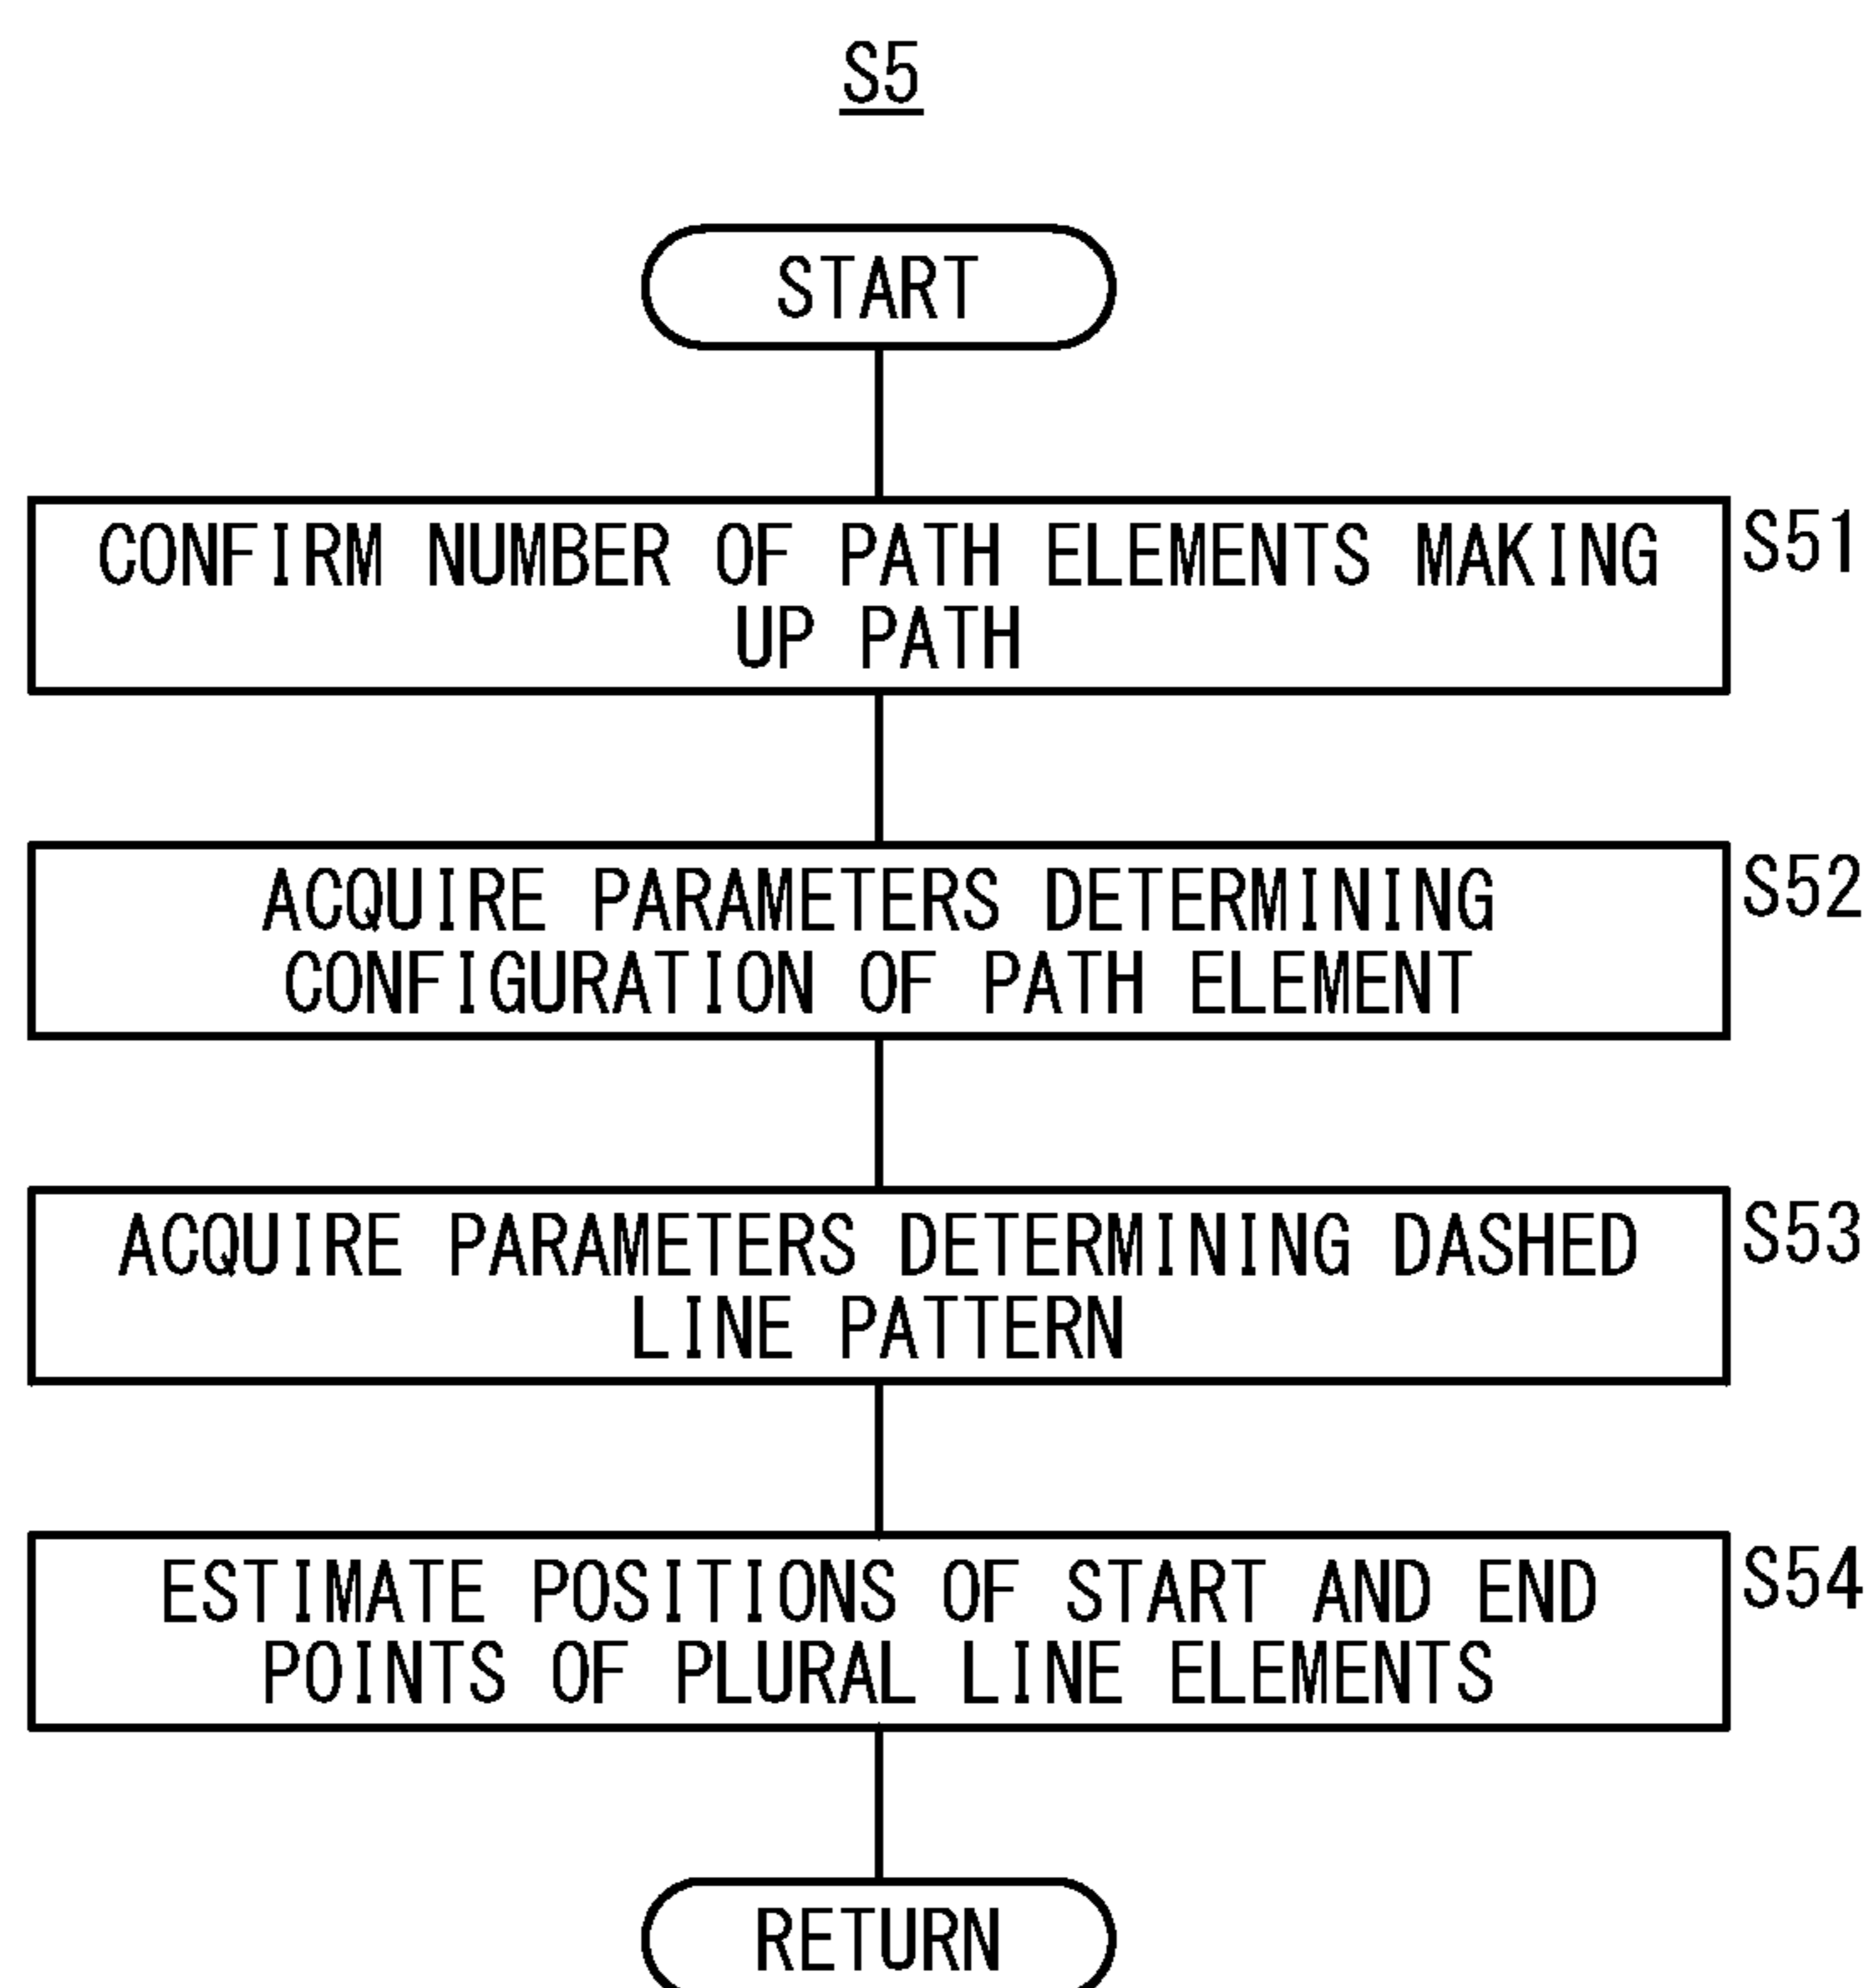 S5
START
CONFIRM NUMBER OF PATH ELEMENTS MAKING
UP PATH
S51
ACQUIRE PARAMETERS DETERMINING
CONFIGURATION OF PATH ELEMENT
S52
ACQUIRE PARAMETERS DETERMINING DASHED
LINE PATTERN
S53
ESTIMATE POSITIONS OF START AND END
POINTS OF PLURAL LINE ELEMENTS
S54
RETURN